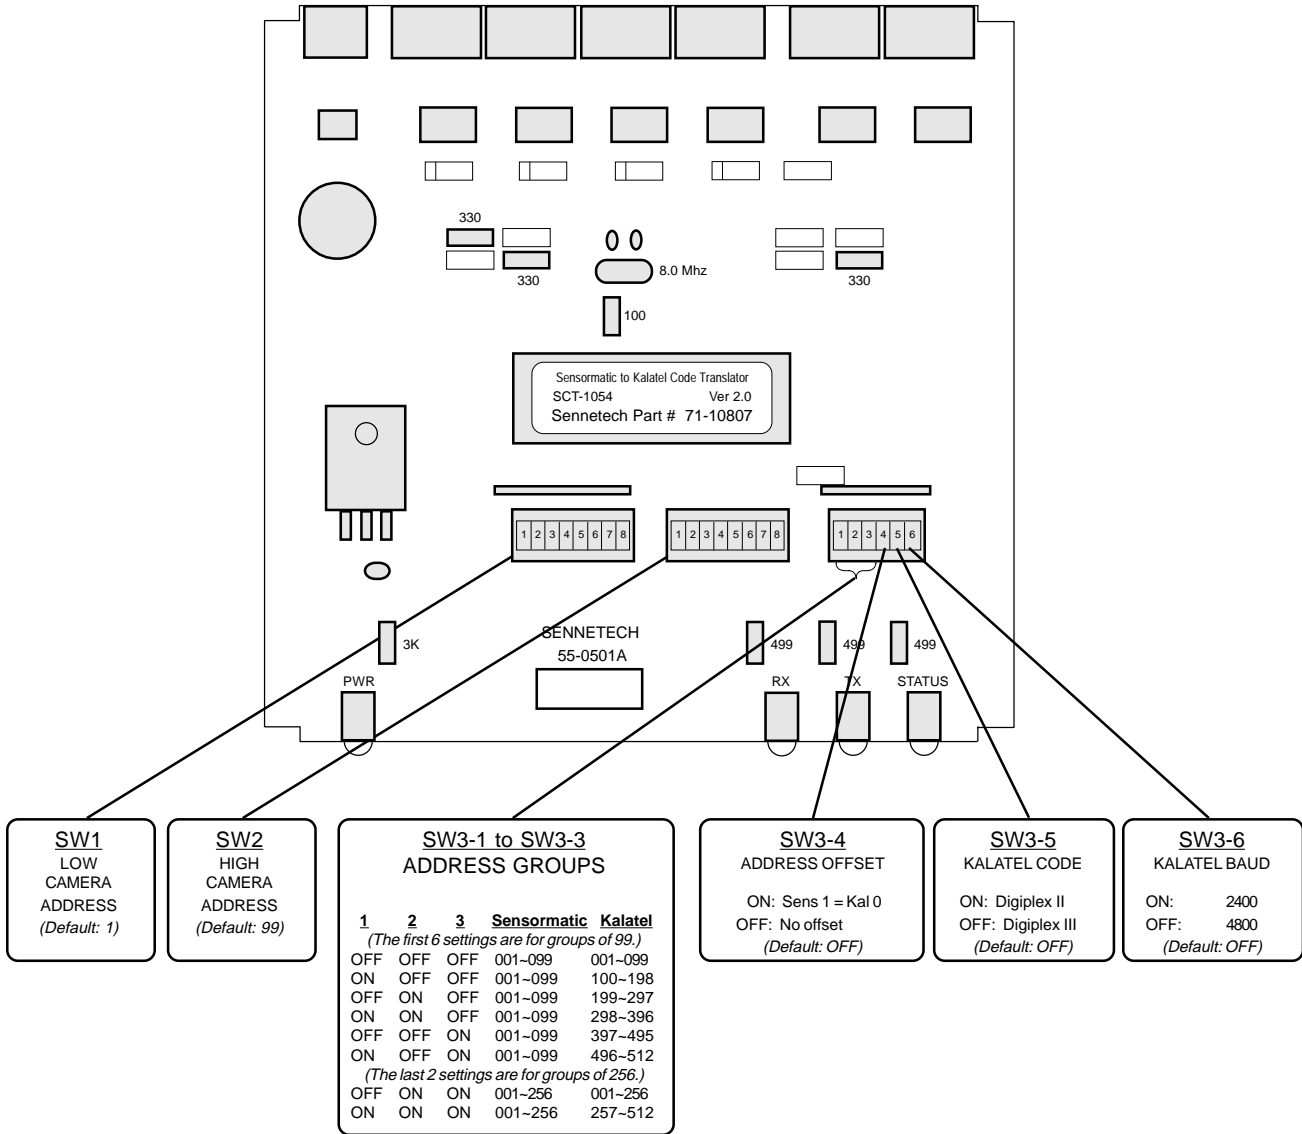 330
330
330
8.0 Mhz
100
Sensormatic to Kalatel Code Translator
SCT-1054 Ver 2.0
Sennetech Part # 71-10807
1 2 3 4 5 6 7 8
1 2 3 4 5 6 7 8
1 2 3 4 5 6
3K
SENNETECH
55-0501A
499
499
499
PWR
RX
TX
STATUS
SW1
LOW
CAMERA
ADDRESS
(Default: 1)
SW2
HIGH
CAMERA
ADDRESS
(Default: 99)
SW3-1 to SW3-3
ADDRESS GROUPS
1 2 3 Sensormatic Kalatel
(The first 6 settings are for groups of 99.)
OFF OFF OFF 001~099 001~099
ON OFF OFF 001~099 100~198
OFF ON OFF 001~099 199~297
ON ON OFF 001~099 298~396
OFF OFF ON 001~099 397~495
ON OFF ON 001~099 496~512
(The last 2 settings are for groups of 256.)
OFF ON ON 001~256 001~256
ON ON ON 001~256 257~512
SW3-4
ADDRESS OFFSET
ON: Sens 1 = Kal 0
OFF: No offset
(Default: OFF)
SW3-5
KALATEL CODE
ON: Digiplex II
OFF: Digiplex III
(Default: OFF)
SW3-6
KALATEL BAUD
ON: 2400
OFF: 4800
(Default: OFF)